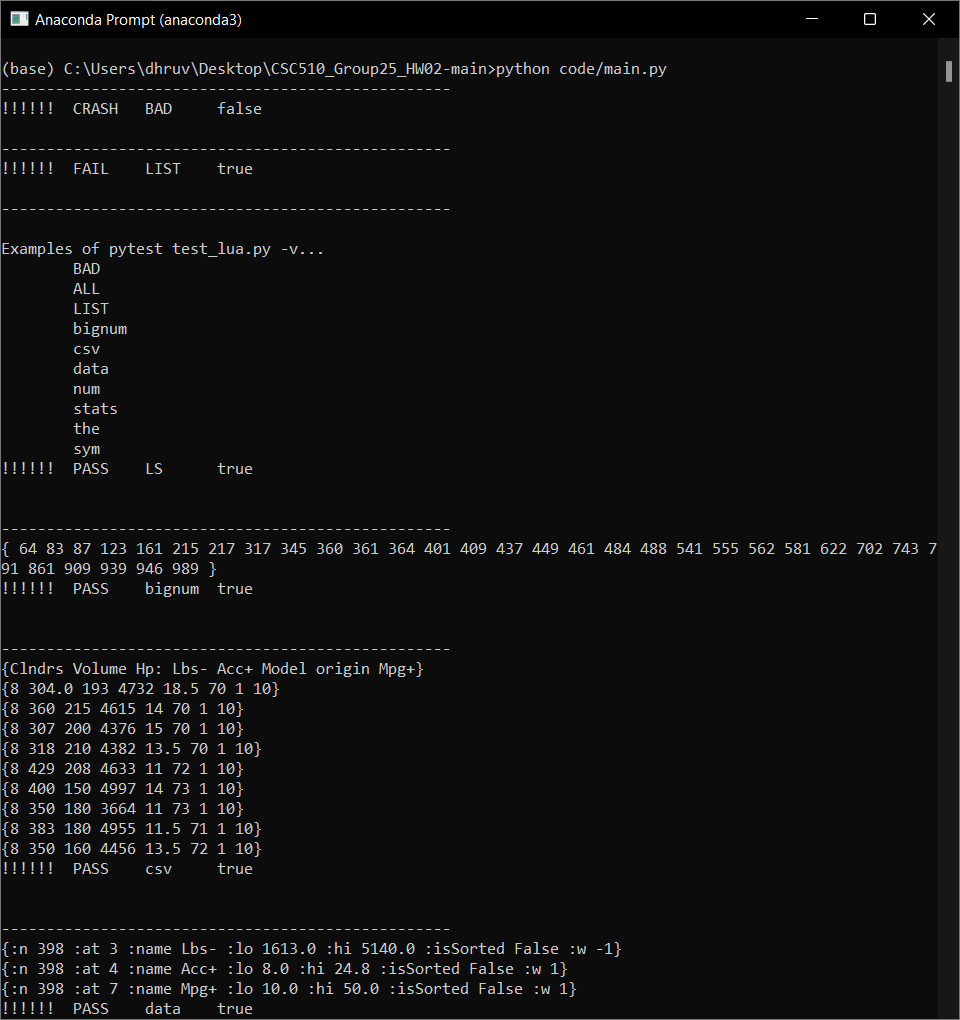 Anaconda Prompt (anaconda3)
(base) C:\Users\dhruv\Desktop\CSC510_Group25_HW02-main>python code/main.py
--------------------------------------------------
!!!!!!  CRASH   BAD     false
--------------------------------------------------
!!!!!!  FAIL    LIST    true
--------------------------------------------------
Examples of pytest test_lua.py -v...
        BAD
        ALL
        LIST
        bignum
        csv
        data
        num
        stats
        the
        sym
!!!!!!  PASS    LS      true
--------------------------------------------------
{ 64 83 87 123 161 215 217 317 345 360 361 364 401 409 437 449 461 484 488 541 555 562 581 622 702 743 7
91 861 909 939 946 989 }
!!!!!!  PASS    bignum  true
--------------------------------------------------
{Clndrs Volume Hp: Lbs- Acc+ Model origin Mpg+}
{8 304.0 193 4732 18.5 70 1 10}
{8 360 215 4615 14 70 1 10}
{8 307 200 4376 15 70 1 10}
{8 318 210 4382 13.5 70 1 10}
{8 429 208 4633 11 72 1 10}
{8 400 150 4997 14 73 1 10}
{8 350 180 3664 11 73 1 10}
{8 383 180 4955 11.5 71 1 10}
{8 350 160 4456 13.5 72 1 10}
!!!!!!  PASS    csv     true
--------------------------------------------------
{:n 398 :at 3 :name Lbs- :lo 1613.0 :hi 5140.0 :isSorted False :w -1}
{:n 398 :at 4 :name Acc+ :lo 8.0 :hi 24.8 :isSorted False :w 1}
{:n 398 :at 7 :name Mpg+ :lo 10.0 :hi 50.0 :isSorted False :w 1}
!!!!!!  PASS    data    true